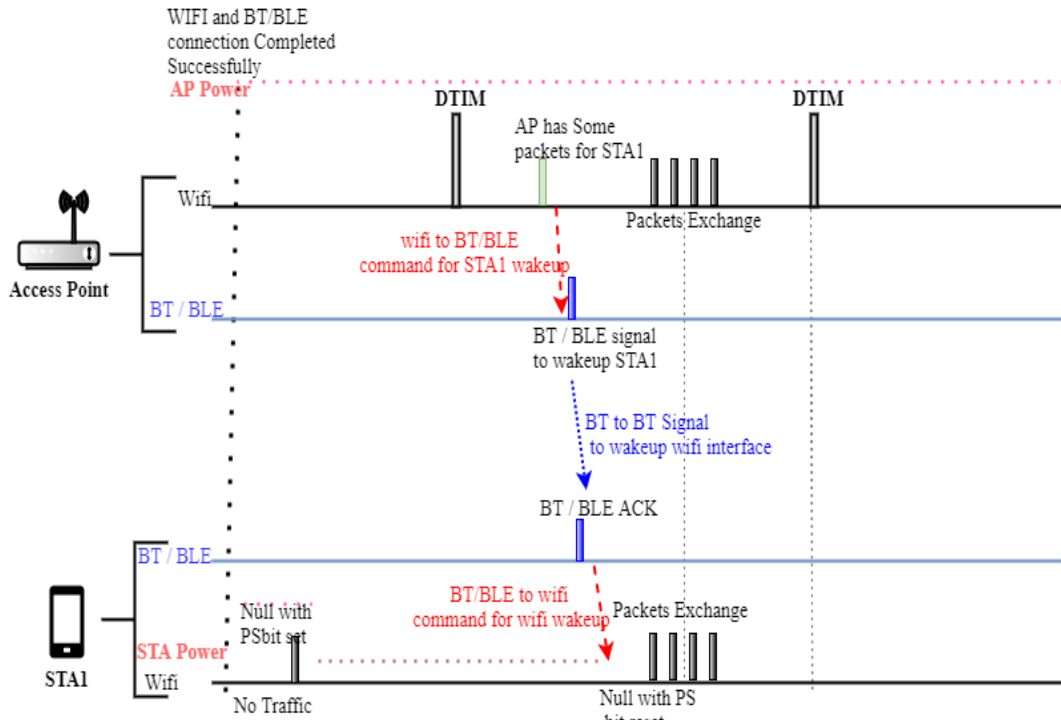 WIFI and BT/BLE
connection Completed
Successfully
AP Power
DTIM
DTIM
AP has Some
packets for STA1
Wifi
Packets Exchange
wifi to BT/BLE
command for STA1 wakeup
Access Point
BT / BLE
BT / BLE signal
to wakeup STA1
BT to BT Signal
to wakeup wifi interface
BT / BLE ACK
BT / BLE
BT/BLE to wifi
command for wifi wakeup
Packets Exchange
Null with
PSbit set
STA Power
STA1
Wifi
No Traffic
Null with PS
bit reset